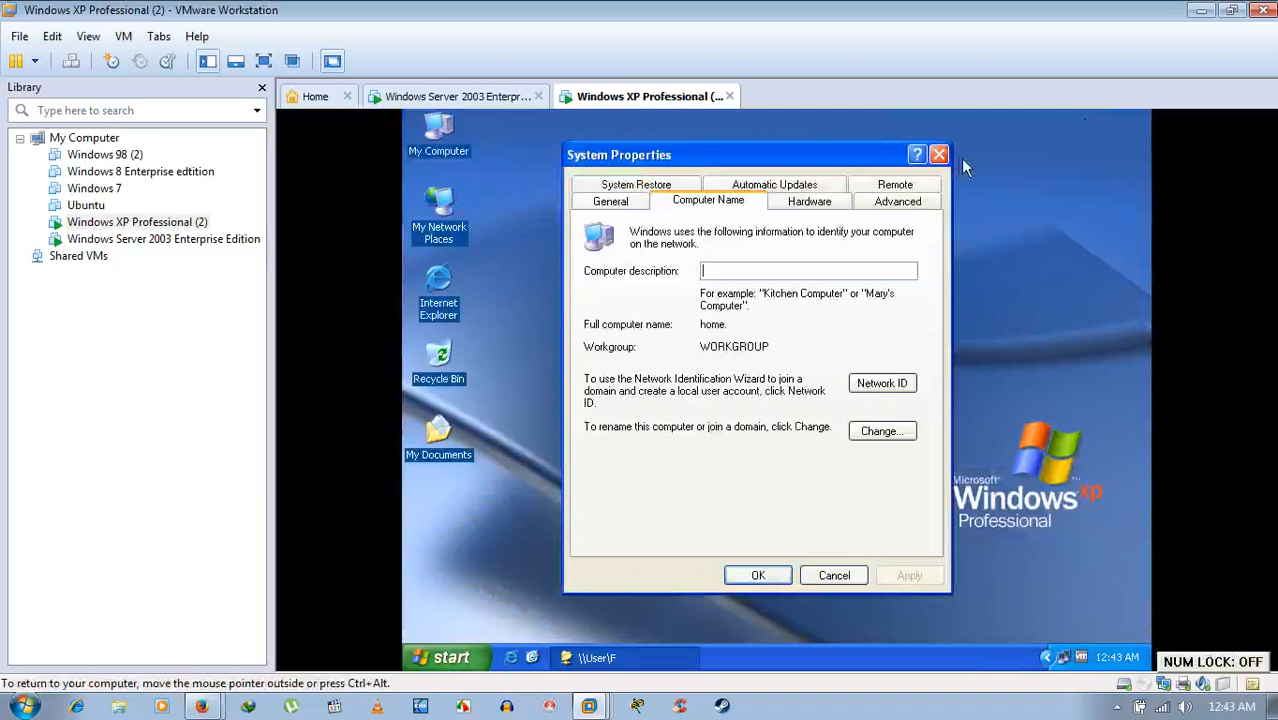 Windows XP Professional (2) - VMware Workstation
File Edit View VM Tabs Help
Library
Type here to search
My Computer
Windows 98 (2)
Windows 8 Enterprise edtition
Windows 7
Ubuntu
Windows XP Professional (2)
Windows Server 2003 Enterprise Edition
Shared VMs
Home
Windows Server 2003 Enterpr...
Windows XP Professional (...
My Computer
My Network
Places
Internet
Explorer
Recycle Bin
My Documents
System Properties
System Restore Automatic Updates Remote
General Computer Name Hardware Advanced
Windows uses the following information to identify your computer
on the network.
Computer description:
For example: "Kitchen Computer" or "Mary's
Computer".
Full computer name: home.
Workgroup: WORKGROUP
To use the Network Identification Wizard to join a
domain and create a local user account, click Network
ID.
Network ID
To rename this computer or join a domain, click Change.
Change...
OK Cancel Apply
Microsoft
Windows xp
Professional
start
\\User\F
12:43 AM
NUM LOCK: OFF
To return to your computer, move the mouse pointer outside or press Ctrl+Alt.
12:43 AM